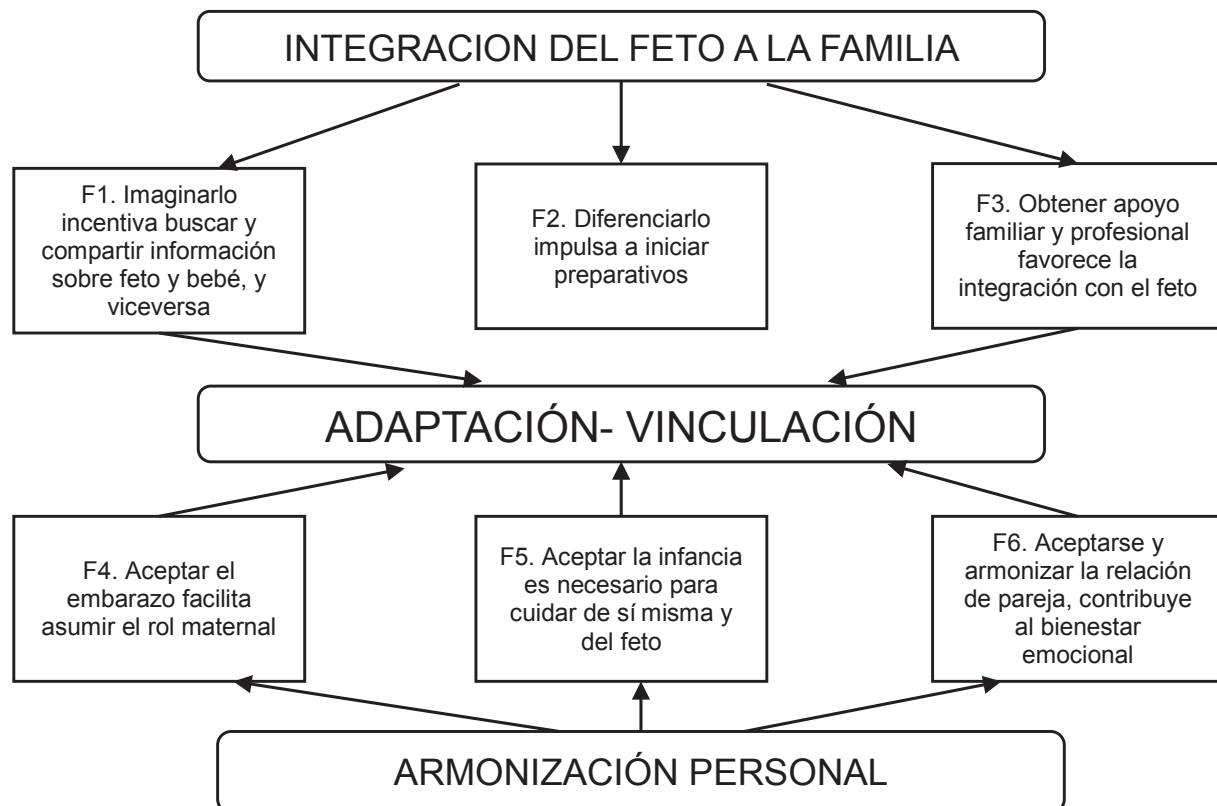 INTEGRACION DEL FETO A LA FAMILIA
F1. Imaginarlo
incentiva buscar y
compartir información
sobre feto y bebé, y
viceversa
F2. Diferenciarlo
impulsa a iniciar
preparativos
F3. Obtener apoyo
familiar y profesional
favorece la
integración con el feto
ADAPTACIÓN- VINCULACIÓN
F4. Aceptar el
embarazo facilita
asumir el rol maternal
F5. Aceptar la infancia
es necesario para
cuidar de sí misma y
del feto
F6. Aceptarse y
armonizar la relación
de pareja, contribuye
al bienestar
emocional
ARMONIZACIÓN PERSONAL